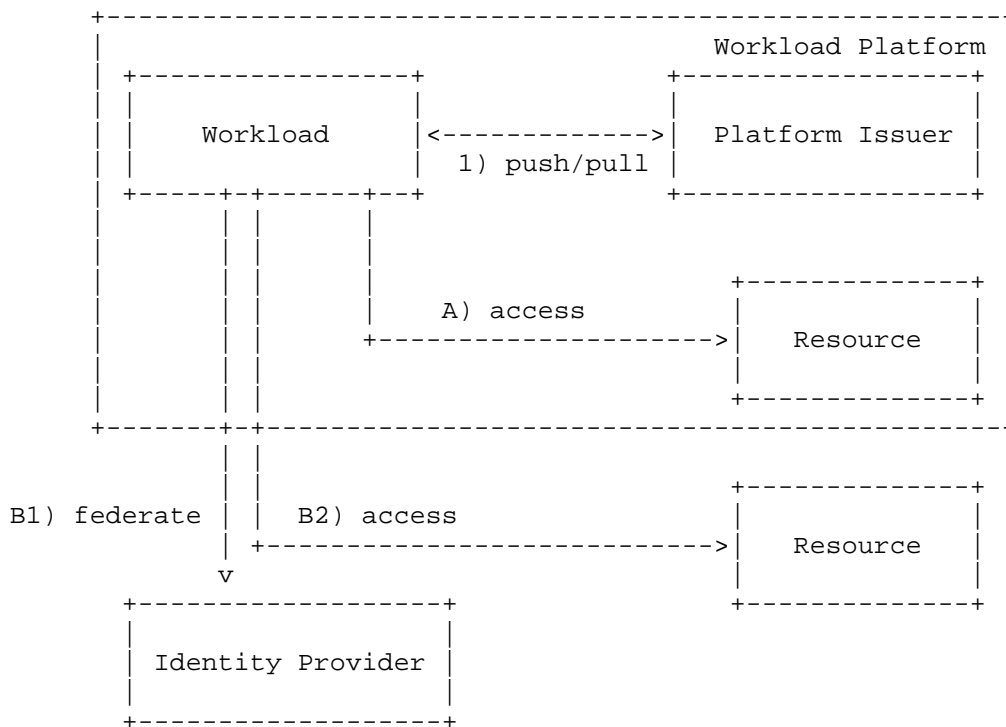 Workload Platform
Workload
Platform Issuer
1) push/pull
A) access
Resource
B1) federate
B2) access
Resource
v
Identity Provider